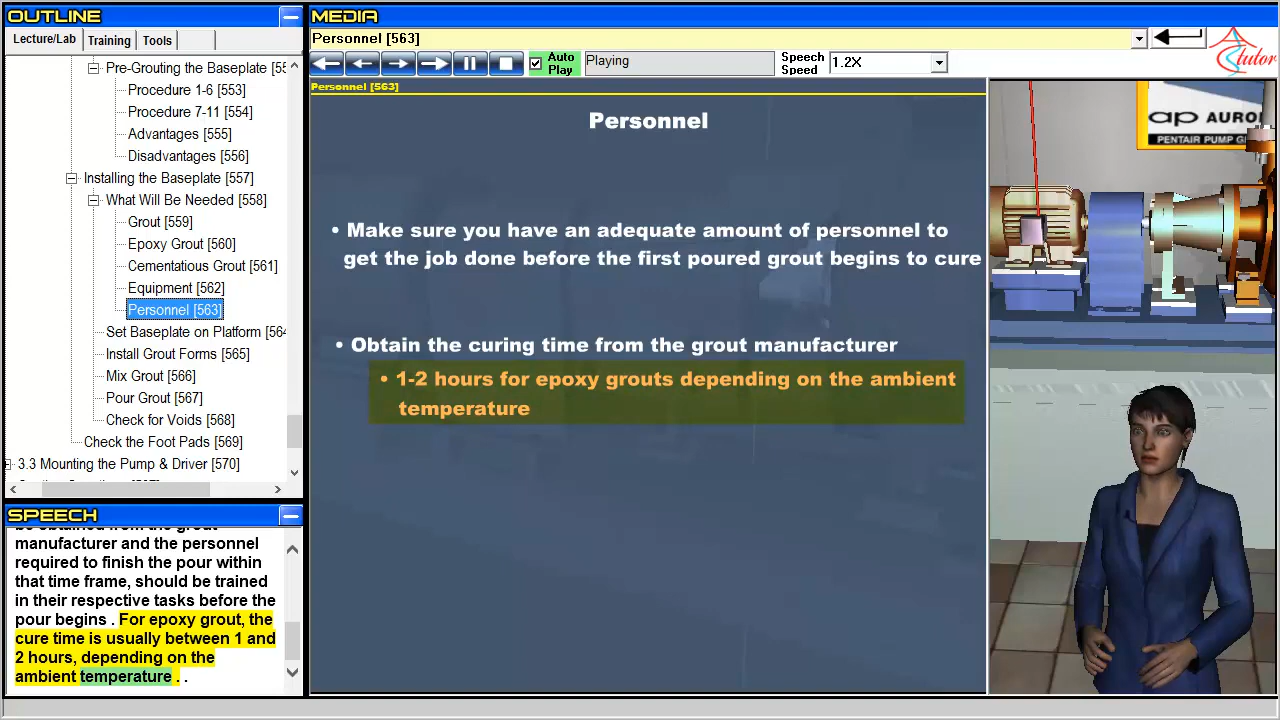 OUTLINE
Lecture/Lab
Training
Tools
Pre-Grouting the Baseplate [55
Procedure 1-6 [553]
Procedure 7-11 [554]
Advantages [555]
Disadvantages [556]
Installing the Baseplate [557]
What Will Be Needed [558]
Grout [559]
Epoxy Grout [560]
Cementatious Grout [561]
Equipment [562]
Personnel [563]
Set Baseplate on Platform [564
Install Grout Forms [565]
Mix Grout [566]
Pour Grout [567]
Check for Voids [568]
Check the Foot Pads [569]
3.3 Mounting the Pump & Driver [570]
SPEECH
be obtained from the grout
manufacturer and the personnel
required to finish the pour within
that time frame, should be trained
in their respective tasks before the
pour begins . For epoxy grout, the
cure time is usually between 1 and
2 hours, depending on the
ambient temperature . .
MEDIA
Personnel [563]
Auto
Play
Playing
Speech
Speed
1.2X
tutor
Personnel [563]
Personnel
• Make sure you have an adequate amount of personnel to
get the job done before the first poured grout begins to cure
• Obtain the curing time from the grout manufacturer
• 1-2 hours for epoxy grouts depending on the ambient
temperature
ap AURO
PENTAIR PUMP G